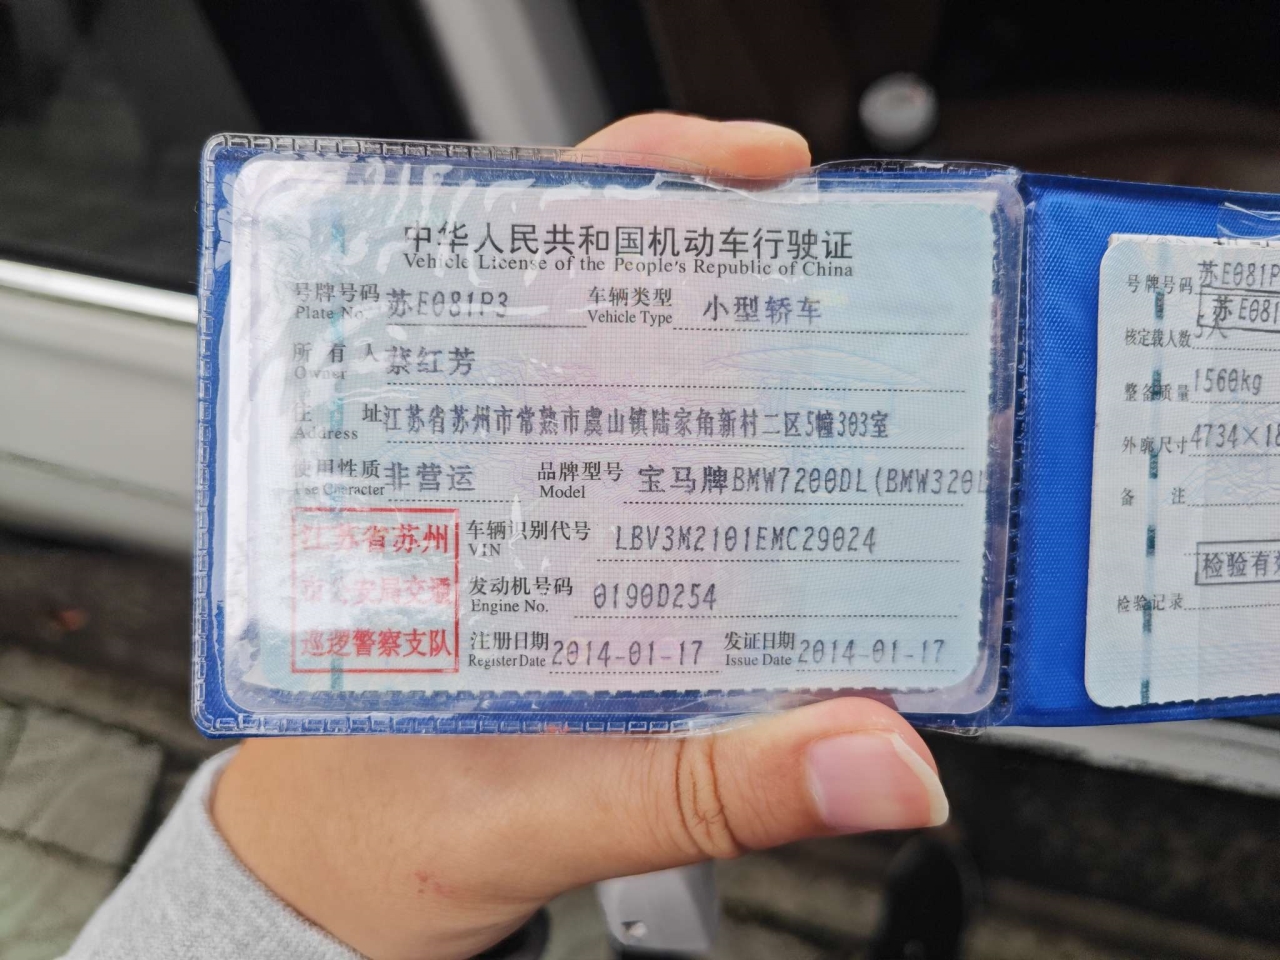 中华人民共和国机动车行驶证
Vehicle License of the People's Republic of China
号牌号码 苏E081P3 车辆类型 小型轿车
Plate No. Vehicle Type
所有人 蔡红芳
Owner
住址 江苏省苏州市常熟市虞山镇陆家角新村二区5幢303室
Address
使用性质 非营运 品牌型号 宝马牌BMW7200DL(BMW320L
Use Character Model
江苏省苏州
市公安局交通
巡逻警察支队
车辆识别代号 LBV3M2101EMC29024
VIN
发动机号码 0190D254
Engine No.
注册日期 2014-01-17 发证日期 2014-01-17
Register Date Issue Date
号牌号码 苏E081P
苏E081
核定载人数 5人
整备质量 1560kg
外廓尺寸 4734×18
备注
检验有效
检验记录